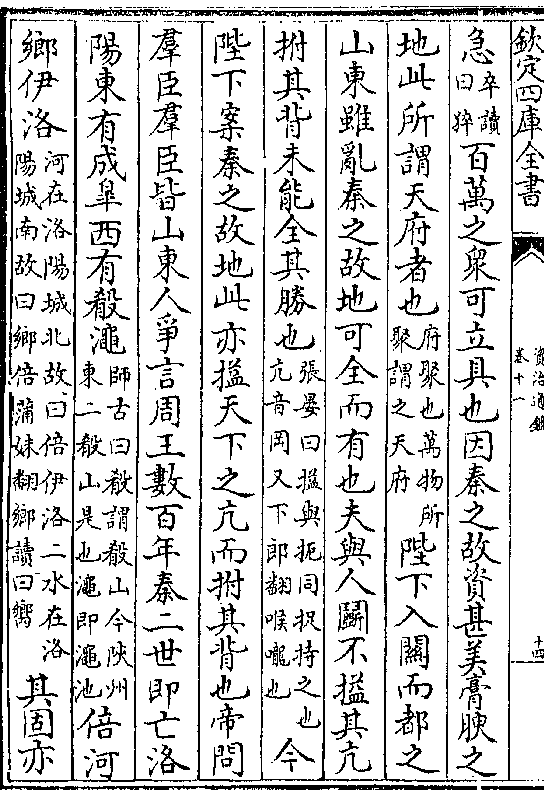 欽定四庫全書
資治通鑑
卷十一
十四
急卒讀曰猝百萬之衆可立具也因秦之故資甚美膏腴之
地此所謂天府者也府聚也萬物所聚謂之天府陛下入關而都之
山東雖亂秦之故地可全而有也夫與人鬭不搤其亢
拊其背未能全其勝也張晏曰搤與扼同捉持之也亢音岡又下郎翻喉嚨也今
陛下案秦之故地此亦搤天下之亢而拊其背也帝問
羣臣羣臣皆山東人爭言周王數百年秦二世即亡洛
陽東有成臯西有殽澠師古曰殽謂殽山今陜州東二殽山是也澠即澠池倍河
鄉伊洛河在洛陽城北故曰倍伊洛二水在洛陽城南故曰鄉倍蒲妹翻鄉讀曰嚮其固亦